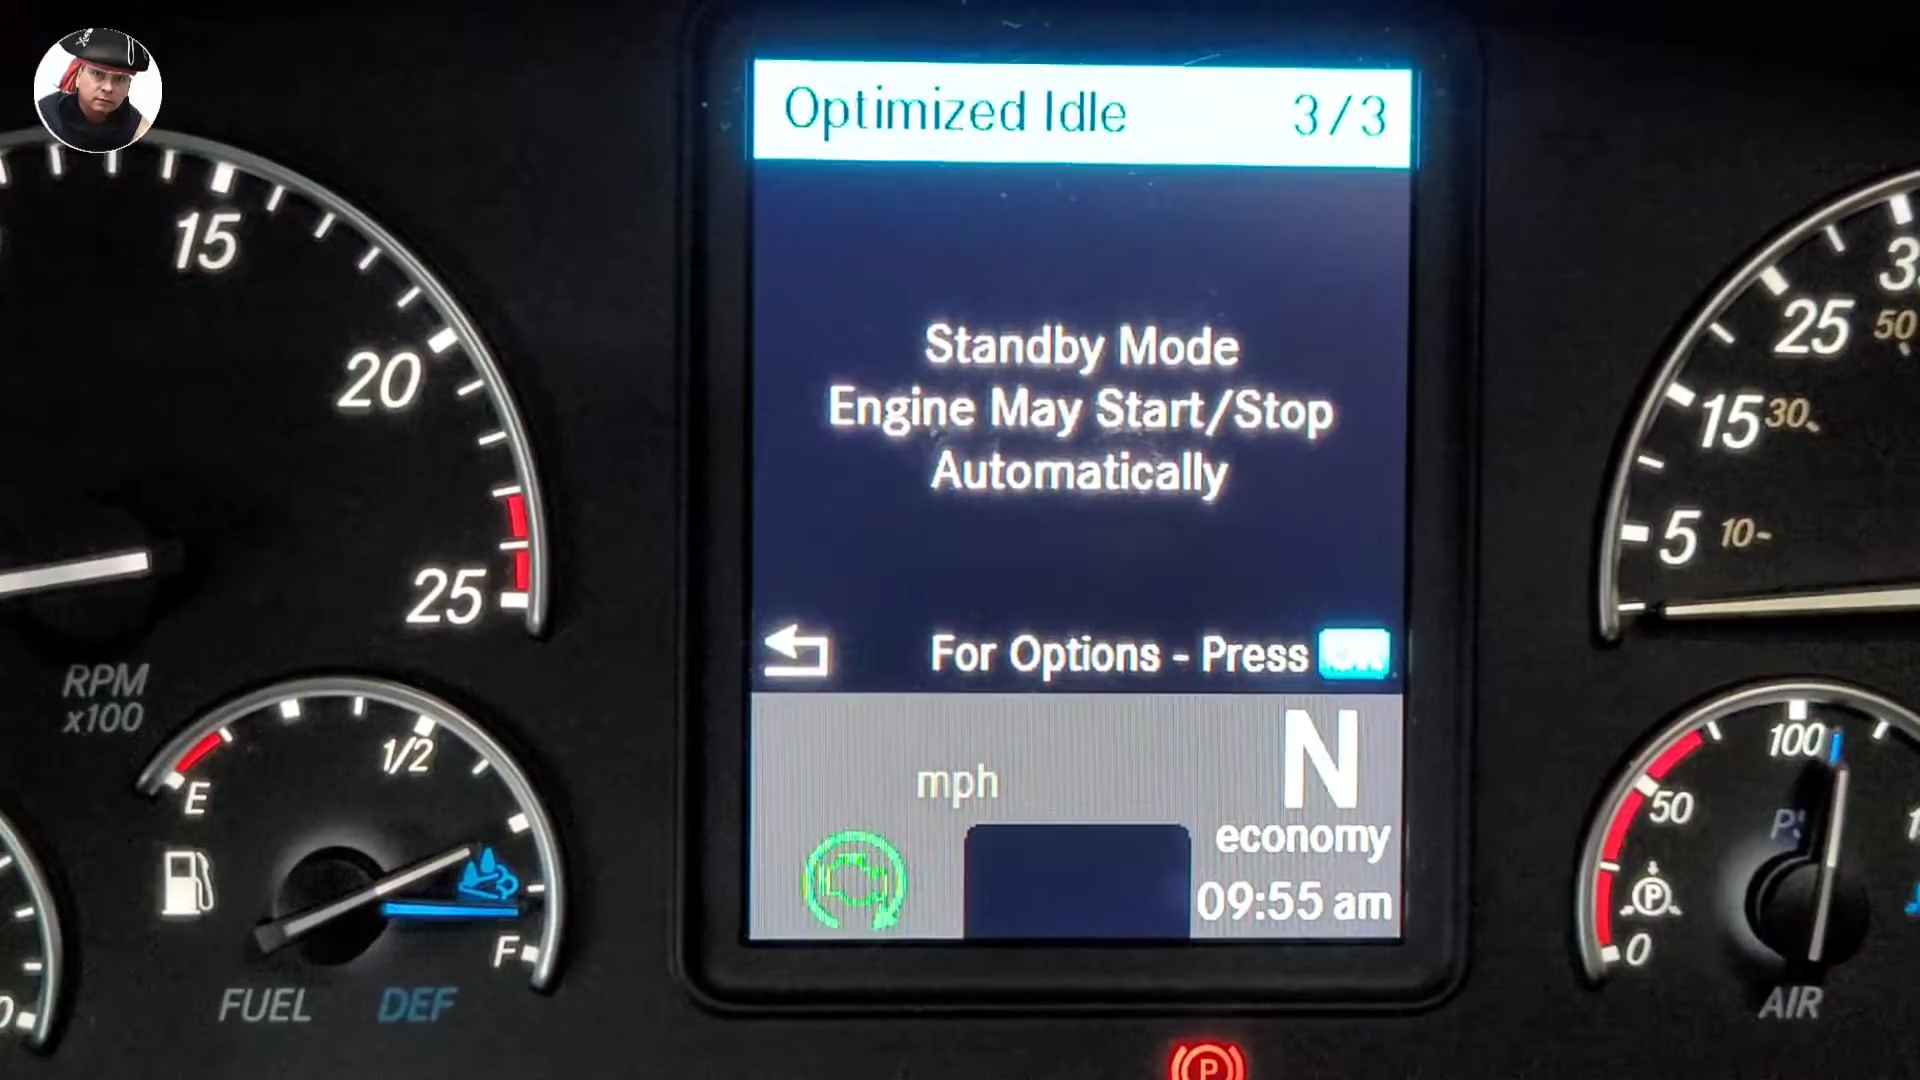 Optimized Idle 3/3
Standby Mode
Engine May Start/Stop
Automatically
For Options - Press OK
mph
N
economy
09:55 am
15
20
25
RPM
x100
E
1/2
F
FUEL
DEF
25
50
15
30
5
10
100
50
0
P
AIR
P